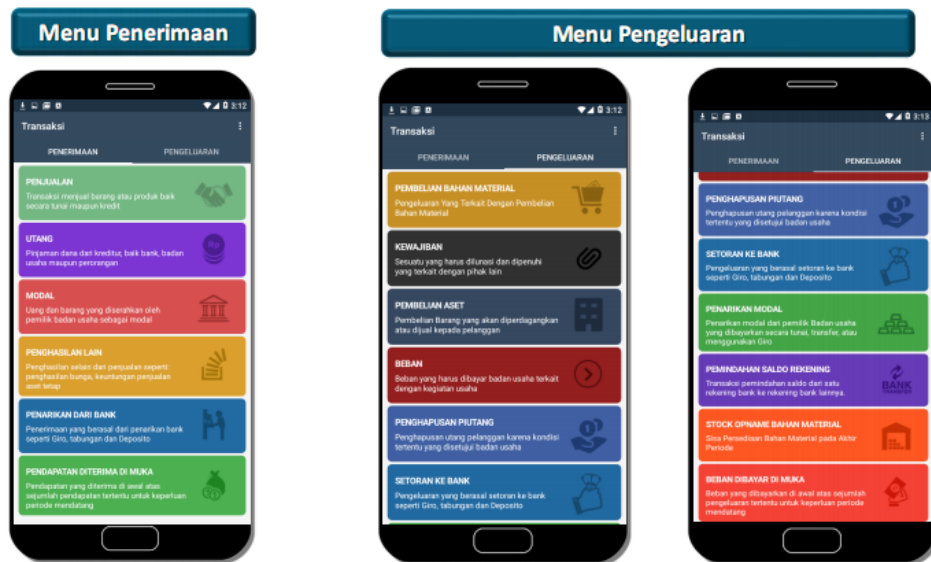 Menu Penerimaan
Menu Pengeluaran
3:12
Transaksi
PENERIMAAN
PENGELUARAN
PENJUALAN
Transaksi menjual barang atau produk baik
secara tunai maupun kredit
UTANG
Pinjaman dana dari kreditur, baik bank, badan
usaha maupun perorangan
MODAL
Uang dan barang yang diserahkan oleh
pemilik badan usaha sebagai modal
PENGHASILAN LAIN
Penghasilan selain dari penjualan seperti:
penghasilan bunga, keuntungan penjualan
aset tetap
PENARIKAN DARI BANK
Penerimaan yang berasal dari penarikan bank
seperti Giro, tabungan dan Deposito
PENDAPATAN DITERIMA DI MUKA
Pendapatan yang diterima di awal atas
sejumlah pendapatan tertentu untuk keperluan
periode mendatang
3:12
Transaksi
PENERIMAAN
PENGELUARAN
PEMBELIAN BAHAN MATERIAL
Pengeluaran Yang Terkait Dengan Pembelian
Bahan Material
KEWAJIBAN
Sesuatu yang harus dilunasi dan dipenuhi
yang terkait dengan pihak lain
PEMBELIAN ASET
Pembelian Barang yang akan diperdagangkan
atau dijual kepada pelanggan
BEBAN
Beban yang harus dibayar badan usaha terkait
dengan kegiatan usaha
PENGHAPUSAN PIUTANG
Penghapusan utang pelanggan karena kondisi
tertentu yang disetujui badan usaha
SETORAN KE BANK
Pengeluaran yang berasal setoran ke bank
seperti Giro, tabungan dan Deposito
3:13
Transaksi
PENERIMAAN
PENGELUARAN
PENGHAPUSAN PIUTANG
Penghapusan utang pelanggan karena kondisi
tertentu yang disetujui badan usaha
SETORAN KE BANK
Pengeluaran yang berasal setoran ke bank
seperti Giro, tabungan dan Deposito
PENARIKAN MODAL
Penarikan modal dari pemilik Badan usaha
yang dibayarkan secara tunai, transfer, atau
menggunakan Giro
PEMINDAHAN SALDO REKENING
Transaksi pemindahan saldo dari satu
rekening bank ke rekening bank lainnya.
BANK
STOCK OPNAME BAHAN MATERIAL
Sisa Persediaan Bahan Material pada Akhir
Periode
BEBAN DIBAYAR DI MUKA
Beban yang dibayarkan di awal atas sejumlah
pengeluaran tertentu untuk keperluan periode
mendatang